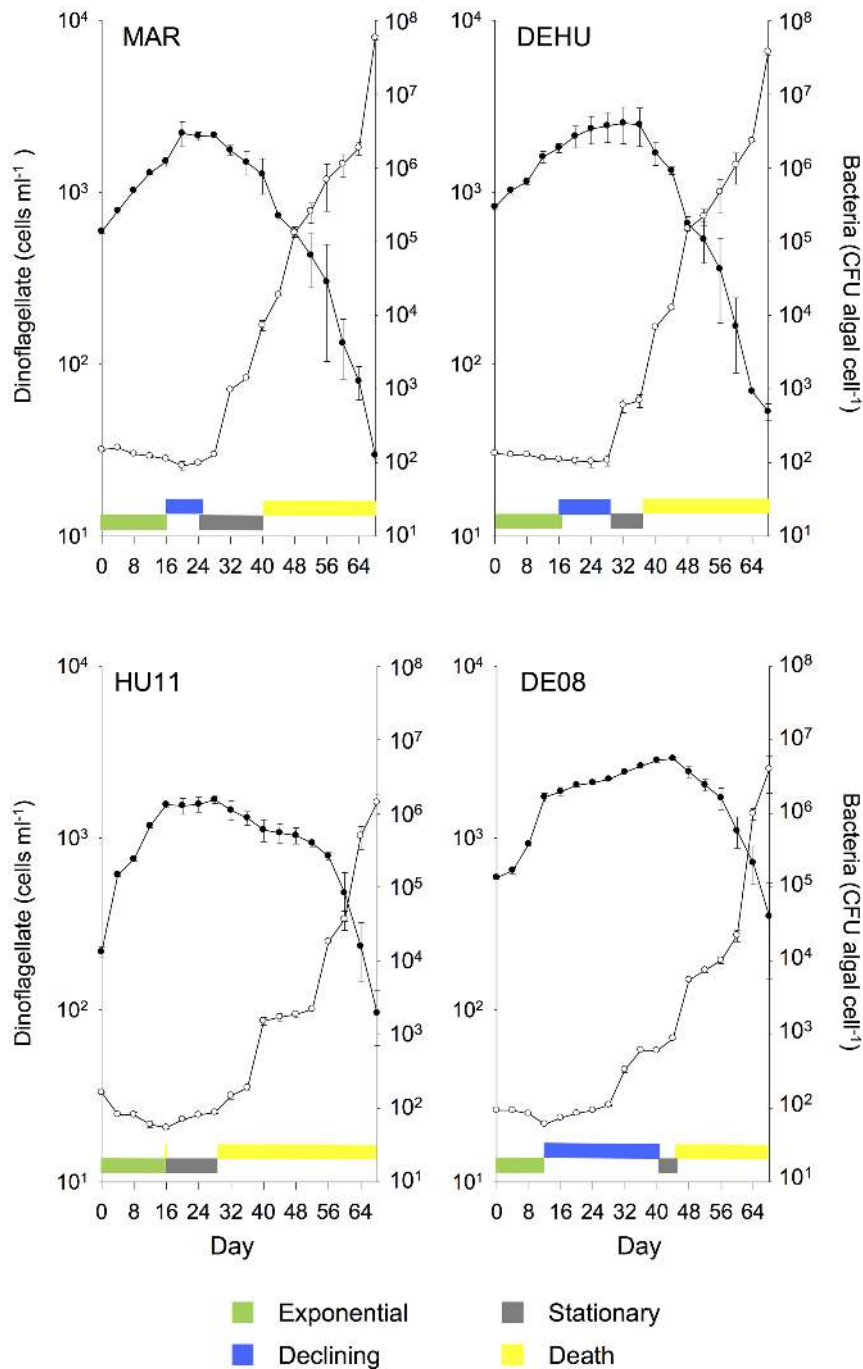 MAR
DEHU
10⁴
10³
10²
10¹
Dinoflagellate (cells ml⁻¹)
10⁸
10⁷
10⁶
10⁵
10⁴
10³
10²
10¹
0 8 16 24 32 40 48 56 64
10⁴
10³
10²
10¹
10⁸
10⁷
10⁶
10⁵
10⁴
10³
10²
10¹
Bacteria (CFU algal cell⁻¹)
0 8 16 24 32 40 48 56 64
HU11
DE08
10⁴
10³
10²
10¹
Dinoflagellate (cells ml⁻¹)
10⁸
10⁷
10⁶
10⁵
10⁴
10³
10²
10¹
0 8 16 24 32 40 48 56 64
Day
10⁴
10³
10²
10¹
10⁸
10⁷
10⁶
10⁵
10⁴
10³
10²
10¹
Bacteria (CFU algal cell⁻¹)
0 8 16 24 32 40 48 56 64
Day
Exponential
Stationary
Declining
Death